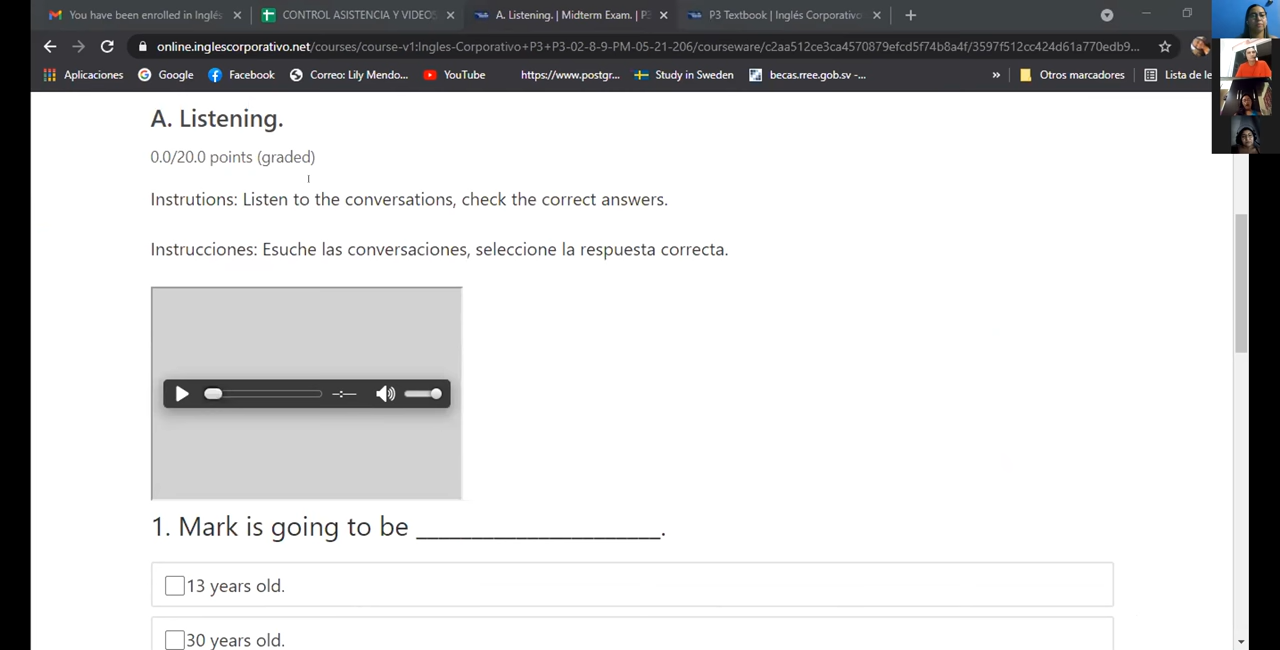 You have been enrolled in Inglés
CONTROL ASISTENCIA Y VIDEOS
A. Listening. | Midterm Exam. | P3
P3 Textbook | Inglés Corporativo
online.inglescorporativo.net/courses/course-v1:Ingles-Corporativo+P3+P3-02-8-9-PM-05-21-206/courseware/c2aa512ce3ca4570879efcd5f74b8a4f/3597f512cc424d61a770edb9...
Aplicaciones
Google
Facebook
Correo: Lily Mendo...
YouTube
https://www.postgr...
Study in Sweden
becas.rree.gob.sv -...
»
Otros marcadores
Lista de le
A. Listening.
0.0/20.0 points (graded)
Instrutions: Listen to the conversations, check the correct answers.
Instrucciones: Esuche las conversaciones, seleccione la respuesta correcta.
-:--
1. Mark is going to be ____________________.
13 years old.
30 years old.